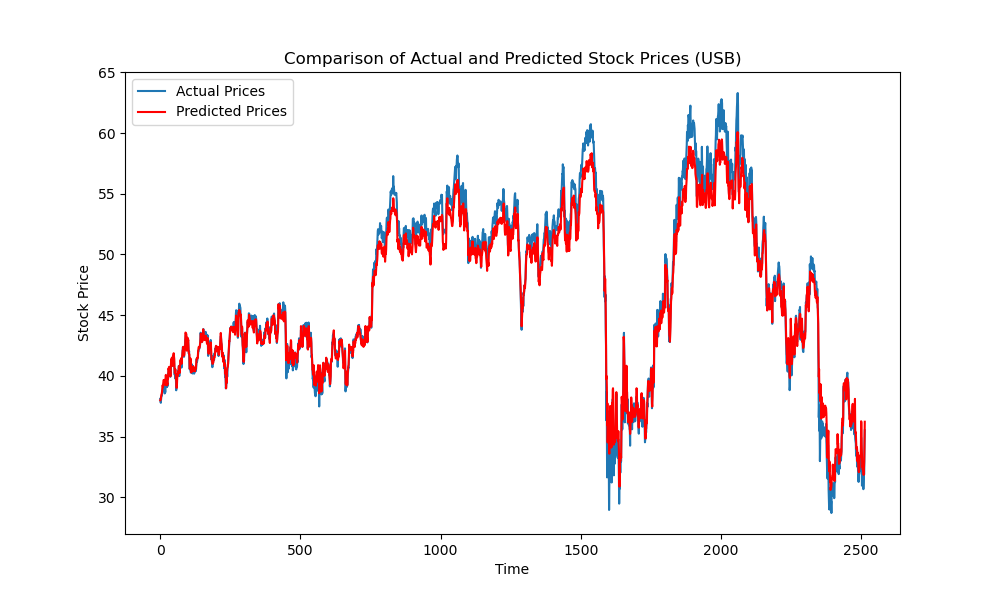 Comparison of Actual and Predicted Stock Prices (USB)
Actual Prices
Predicted Prices
Stock Price
65
60
55
50
45
40
35
30
0
500
1000
1500
2000
2500
Time